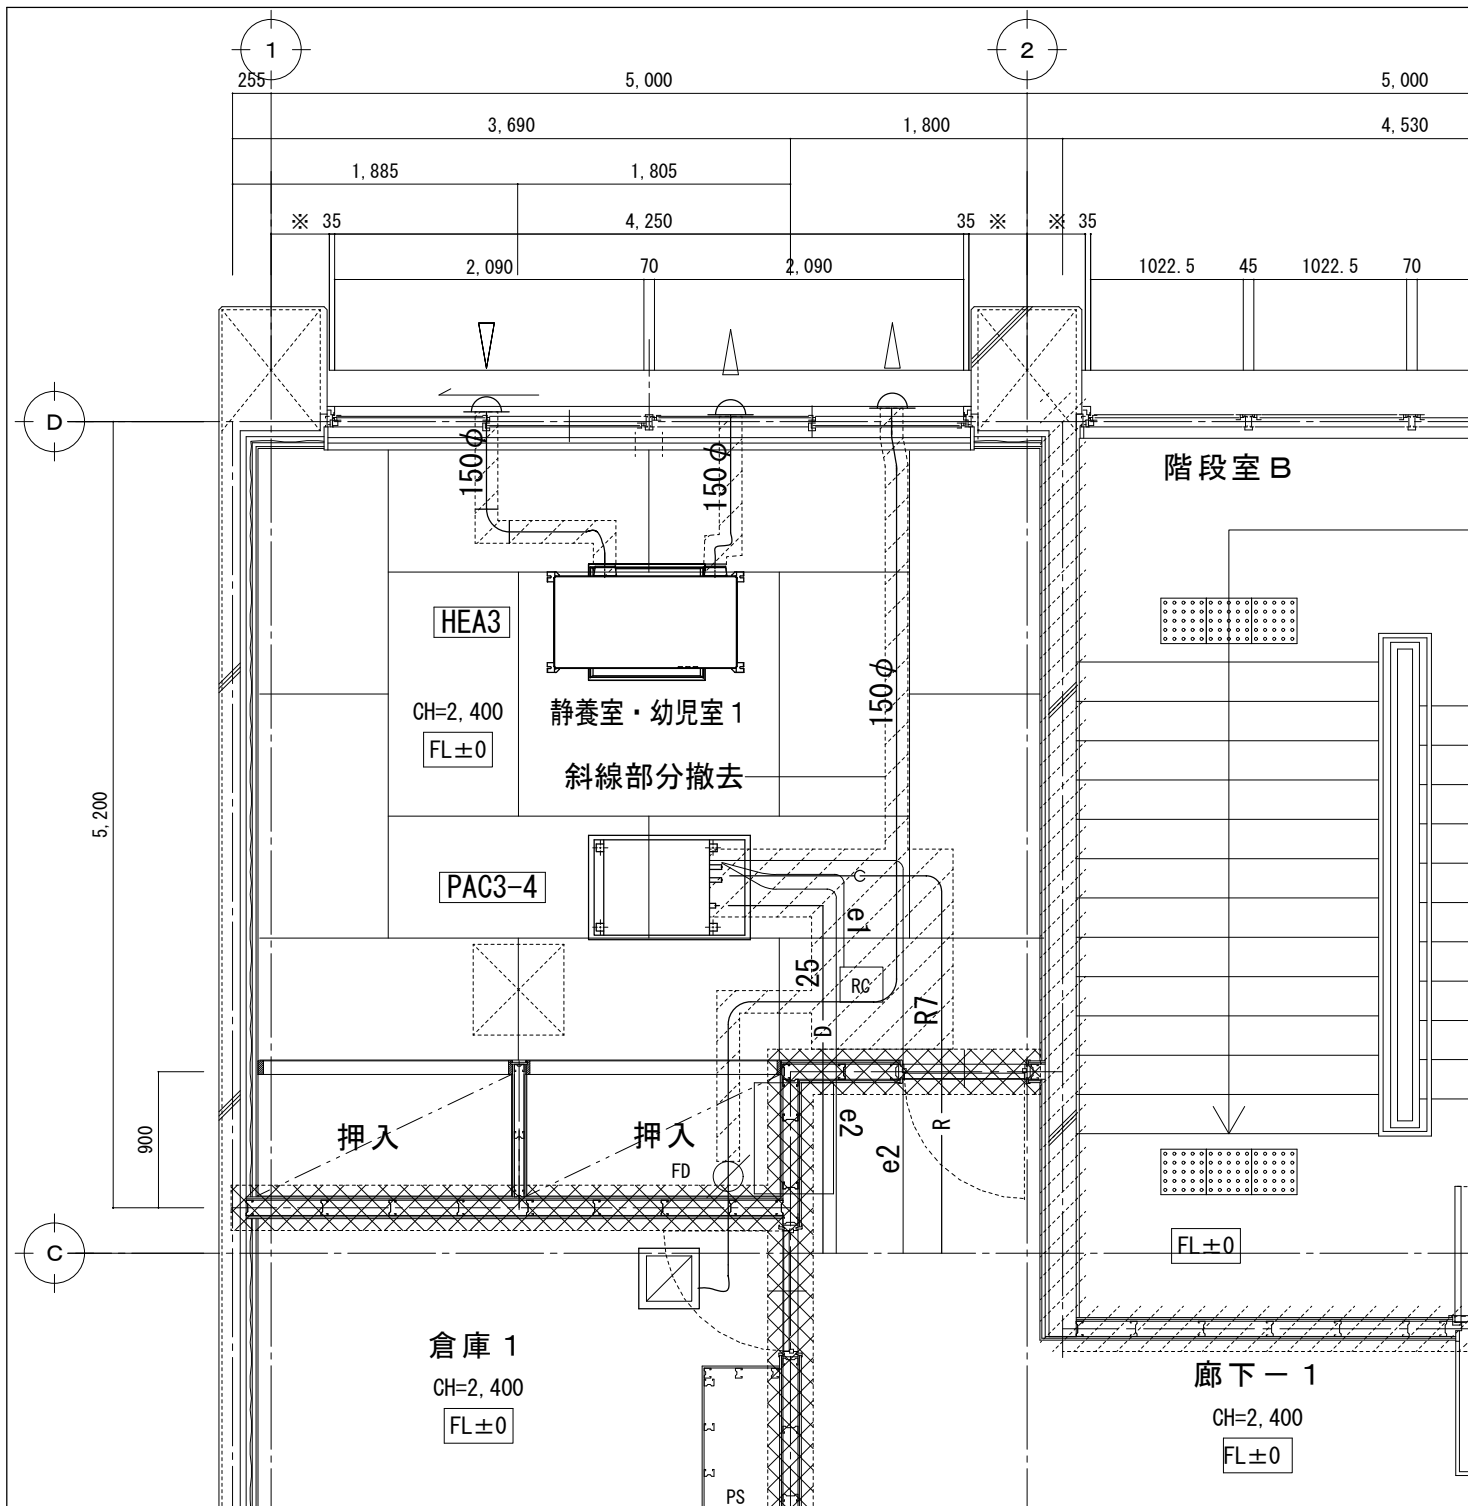 1
2
255
5,000
5,000
3,690
1,800
4,530
1,885
1,805
※ 35
4,250
35 ※
※ 35
2,090
70
2,090
1022.5
45
1022.5
70
D
150φ
150φ
階段室B
HEA3
150φ
CH=2,400
静養室・幼児室1
FL±0
斜線部分撤去
5,200
PAC3-4
C
e1
25
RC
R7
D
900
押入
押入
e2
R
e2
FD
C
FL±0
倉庫1
CH=2,400
FL±0
廊下ー1
CH=2,400
FL±0
PS